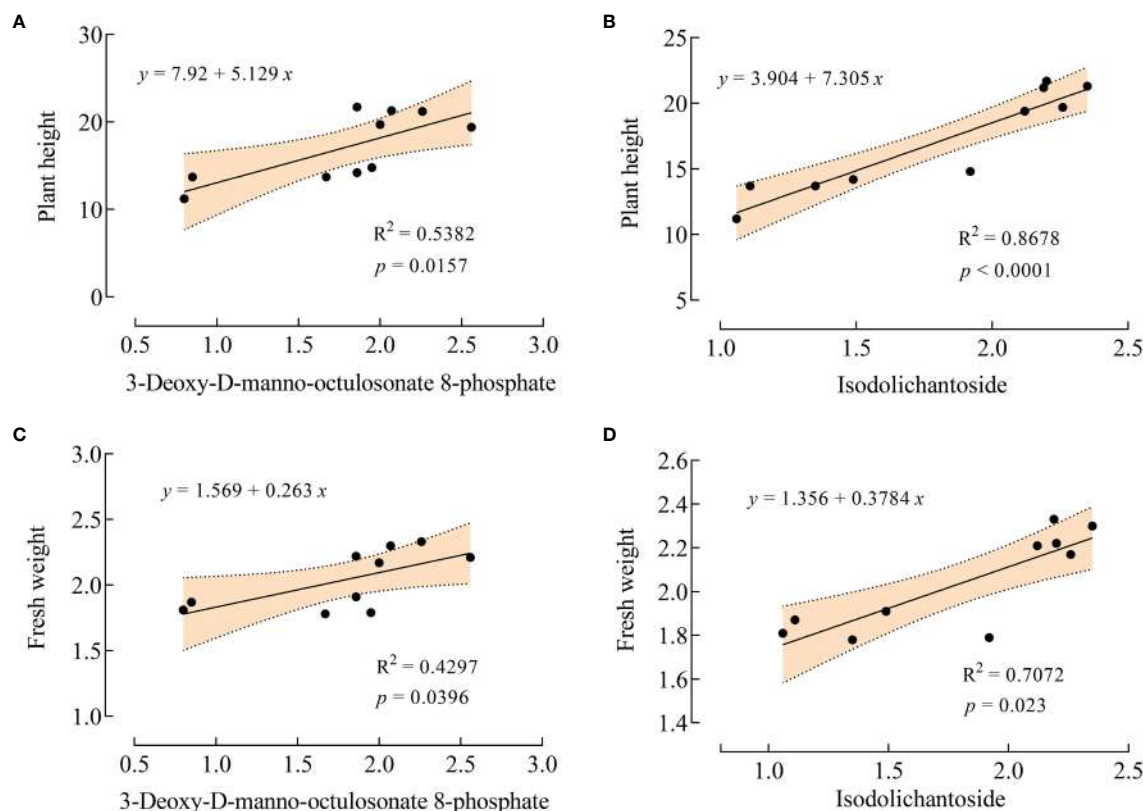 A
y = 7.92 + 5.129 x
Plant height
30
20
10
0
R² = 0.5382
p = 0.0157
0.5 1.0 1.5 2.0 2.5 3.0
3-Deoxy-D-manno-octulosonate 8-phosphate
B
y = 3.904 + 7.305 x
Plant height
25
20
15
10
5
R² = 0.8678
p < 0.0001
1.0 1.5 2.0 2.5
Isodolichantoside
C
y = 1.569 + 0.263 x
Fresh weight
3.0
2.5
2.0
1.5
1.0
R² = 0.4297
p = 0.0396
0.5 1.0 1.5 2.0 2.5 3.0
3-Deoxy-D-manno-octulosonate 8-phosphate
D
y = 1.356 + 0.3784 x
Fresh weight
2.6
2.4
2.2
2.0
1.8
1.6
1.4
R² = 0.7072
p = 0.023
1.0 1.5 2.0 2.5
Isodolichantoside